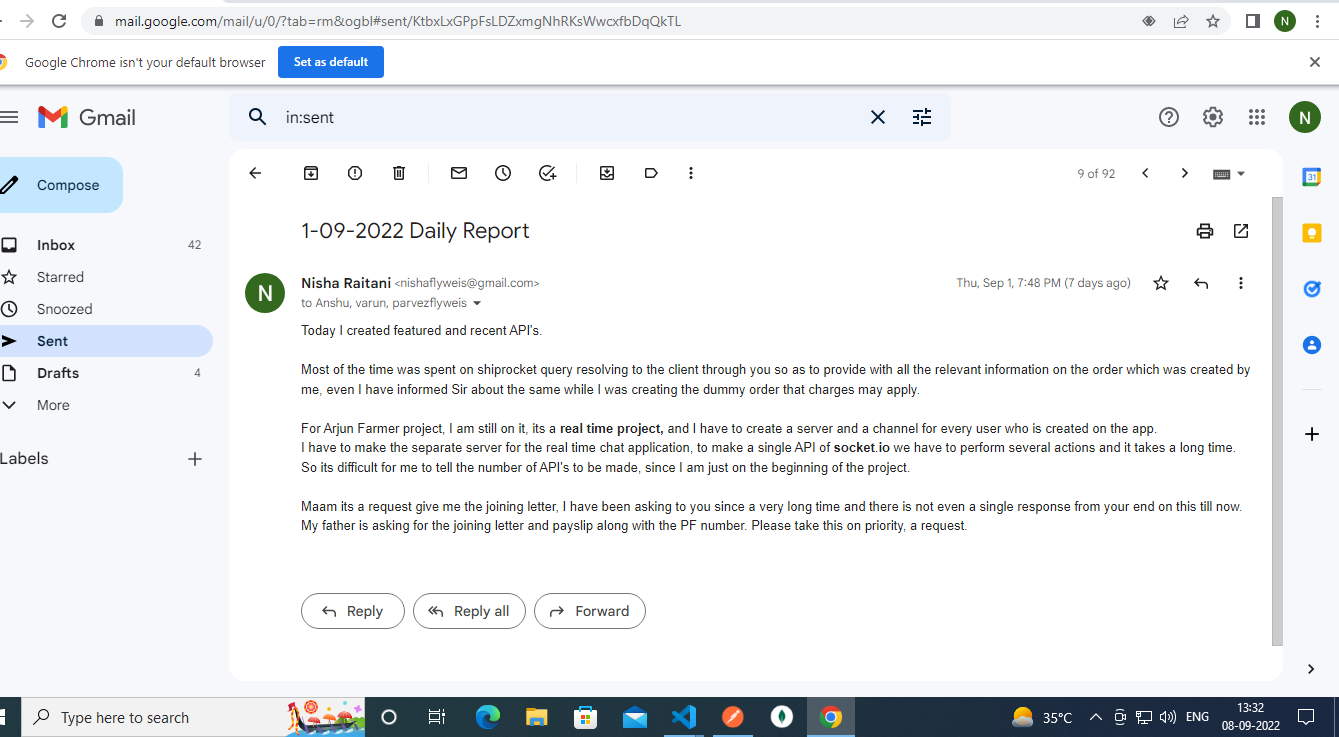 mail.google.com/mail/u/0/?tab=rm&ogbl#sent/KtbxLxGPpFsLDZxmgNhRKsWwcxfbDqQkTL
N
Google Chrome isn't your default browser
Set as default
Gmail
in:sent
N
Compose
9 of 92
31
1-09-2022 Daily Report
Inbox 42
Starred
Snoozed
Sent
Drafts 4
More
Labels
N
Nisha Raitani <nishaflyweis@gmail.com>
Thu, Sep 1, 7:48 PM (7 days ago)
to Anshu, varun, parvezflyweis
Today I created featured and recent API's.
Most of the time was spent on shiprocket query resolving to the client through you so as to provide with all the relevant information on the order which was created by
me, even I have informed Sir about the same while I was creating the dummy order that charges may apply.
For Arjun Farmer project, I am still on it, its a real time project, and I have to create a server and a channel for every user who is created on the app.
I have to make the separate server for the real time chat application, to make a single API of socket.io we have to perform several actions and it takes a long time.
So its difficult for me to tell the number of API's to be made, since I am just on the beginning of the project.
Maam its a request give me the joining letter, I have been asking to you since a very long time and there is not even a single response from your end on this till now.
My father is asking for the joining letter and payslip along with the PF number. Please take this on priority, a request.
Reply
Reply all
Forward
Type here to search
35°C
ENG
13:32
08-09-2022